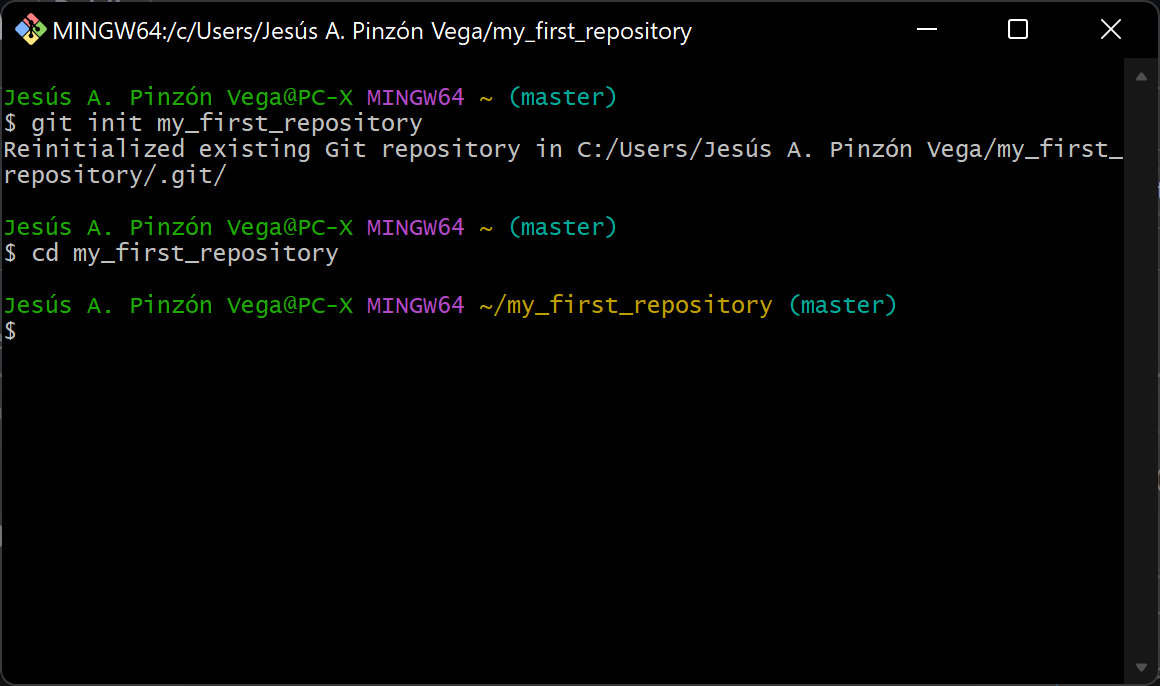 MINGW64:/c/Users/Jesús A. Pinzón Vega/my_first_repository
Jesús A. Pinzón Vega@PC-X MINGW64 ~ (master)
$ git init my_first_repository
Reinitialized existing Git repository in C:/Users/Jesús A. Pinzón Vega/my_first_
repository/.git/
Jesús A. Pinzón Vega@PC-X MINGW64 ~ (master)
$ cd my_first_repository
Jesús A. Pinzón Vega@PC-X MINGW64 ~/my_first_repository (master)
$